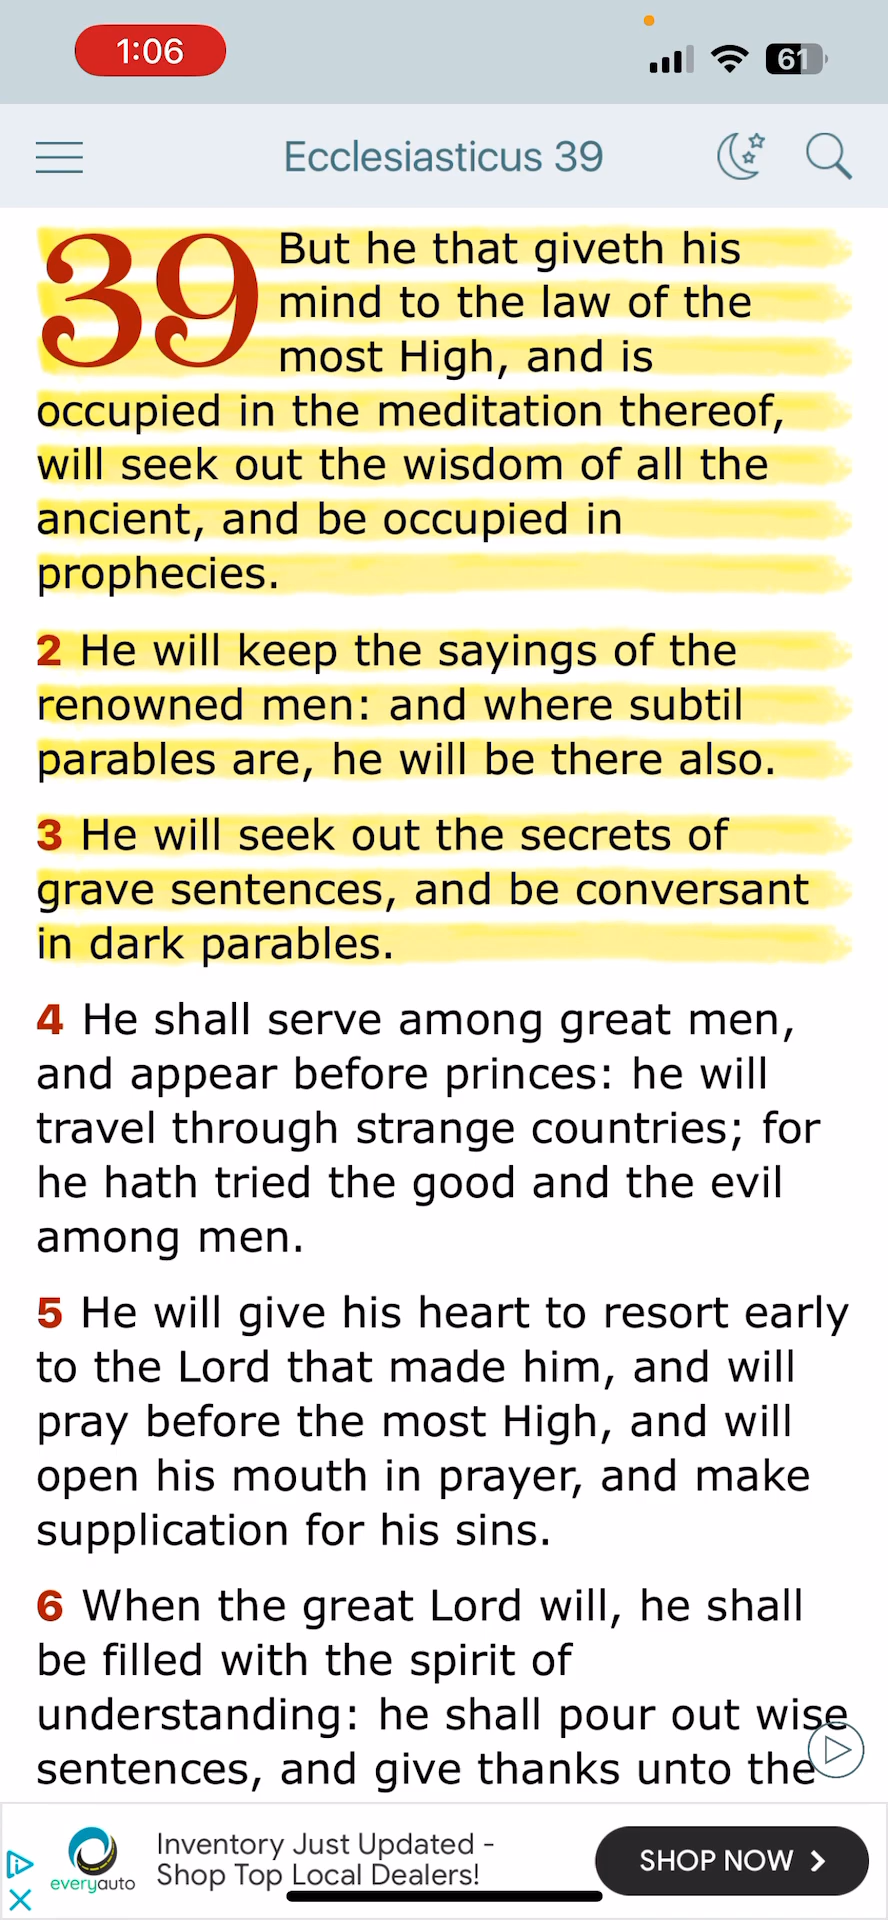 1:06
61
Ecclesiasticus 39
39 But he that giveth his
mind to the law of the
most High, and is
occupied in the meditation thereof,
will seek out the wisdom of all the
ancient, and be occupied in
prophecies.
2 He will keep the sayings of the
renowned men: and where subtil
parables are, he will be there also.
3 He will seek out the secrets of
grave sentences, and be conversant
in dark parables.
4 He shall serve among great men,
and appear before princes: he will
travel through strange countries; for
he hath tried the good and the evil
among men.
5 He will give his heart to resort early
to the Lord that made him, and will
pray before the most High, and will
open his mouth in prayer, and make
supplication for his sins.
6 When the great Lord will, he shall
be filled with the spirit of
understanding: he shall pour out wise
sentences, and give thanks unto the
everyauto
Inventory Just Updated -
Shop Top Local Dealers!
SHOP NOW